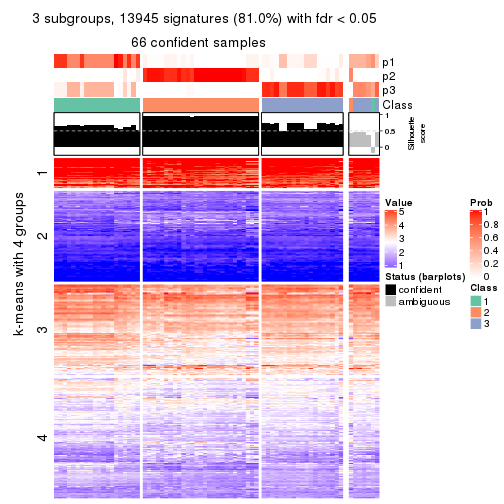 3 subgroups, 13945 signatures (81.0%) with fdr < 0.05
66 confident samples
p1
p2
p3
Class
1
0.5
0
Silhouette
score
k-means with 4 groups
1
2
3
4
Value
5
4
3
2
1
Status (barplots)
confident
ambiguous
Prob
1
0.8
0.6
0.4
0.2
0
Class
1
2
3